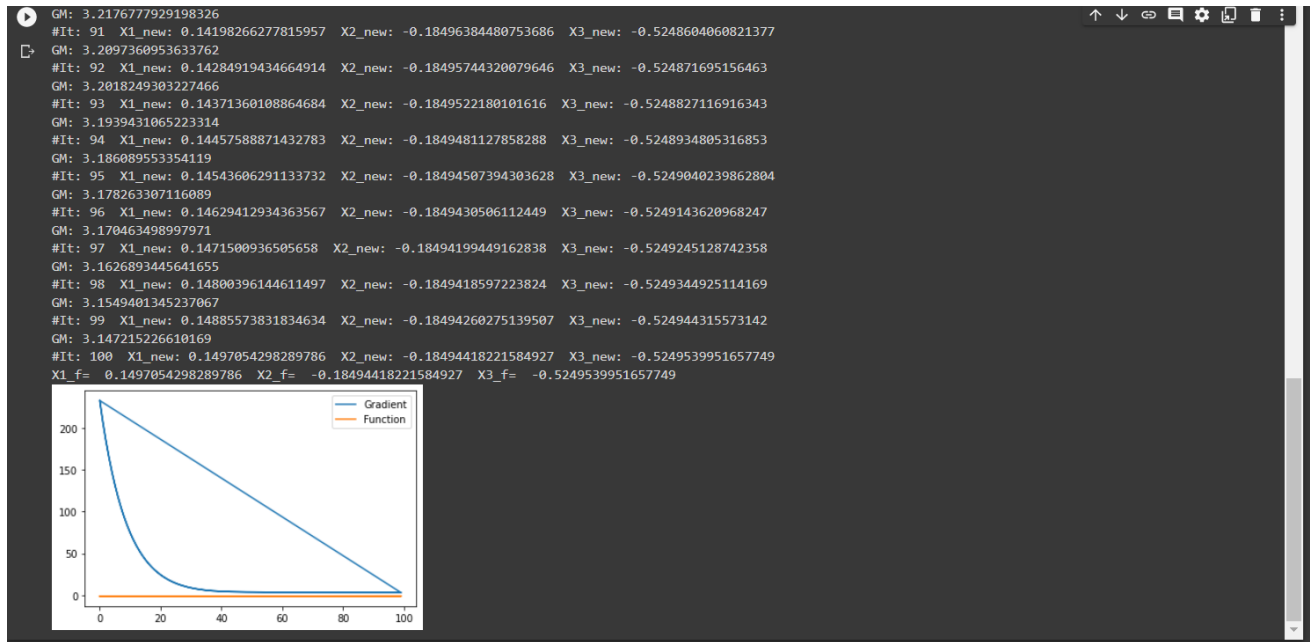 GM: 3.2176777929198326
#It: 91 X1_new: 0.14198266277815957 X2_new: -0.18496384480753686 X3_new: -0.5248604060821377
GM: 3.2097360953633762
#It: 92 X1_new: 0.14284919434664914 X2_new: -0.18495744320079646 X3_new: -0.524871695156463
GM: 3.2018249303227466
#It: 93 X1_new: 0.14371360108864684 X2_new: -0.1849522180101616 X3_new: -0.5248827116916343
GM: 3.1939431065223314
#It: 94 X1_new: 0.14457588871432783 X2_new: -0.1849481127858288 X3_new: -0.5248934805316853
GM: 3.186089553354119
#It: 95 X1_new: 0.14543606291133732 X2_new: -0.18494507394303628 X3_new: -0.5249040239862804
GM: 3.178263307116089
#It: 96 X1_new: 0.14629412934363567 X2_new: -0.1849430506112449 X3_new: -0.5249143620968247
GM: 3.170463498997971
#It: 97 X1_new: 0.1471500936505658 X2_new: -0.18494199449162838 X3_new: -0.5249245128742358
GM: 3.1626893445641655
#It: 98 X1_new: 0.14800396144611497 X2_new: -0.1849418597223824 X3_new: -0.5249344925114169
GM: 3.1549401345237067
#It: 99 X1_new: 0.14885573831834634 X2_new: -0.18494260275139507 X3_new: -0.524944315573142
GM: 3.147215226610169
#It: 100 X1_new: 0.1497054298289786 X2_new: -0.18494418221584927 X3_new: -0.5249539951657749
X1_f= 0.1497054298289786 X2_f= -0.18494418221584927 X3_f= -0.5249539951657749
Gradient
Function
200
150
100
50
0
0 20 40 60 80 100